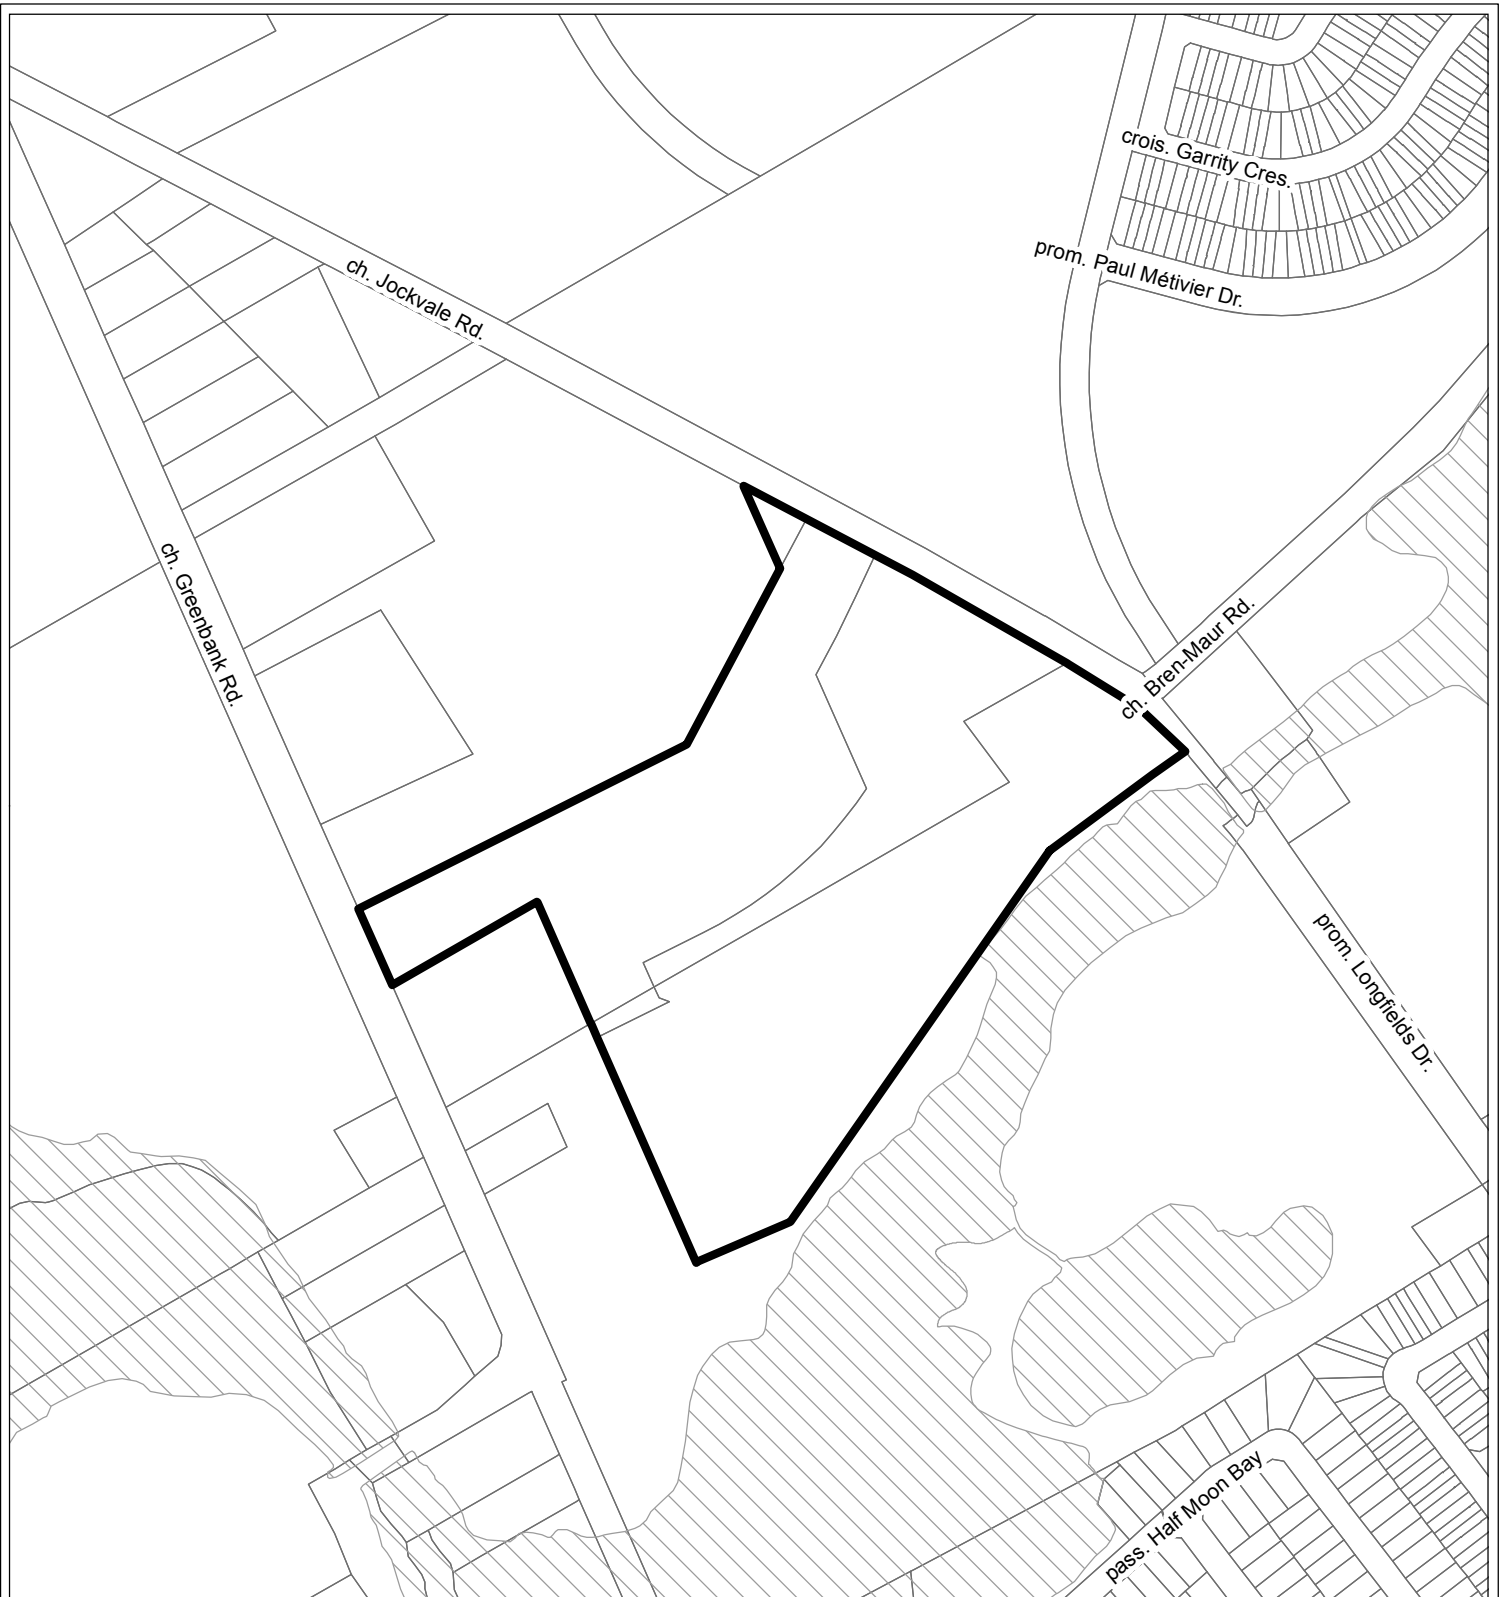 crois. Garrity Cres.
prom. Paul Métivier Dr.
ch. Jockvale Rd.
ch. Greenbank Rd.
ch. Bren-Maur Rd.
prom. Longfields Dr.
pass. Half Moon Bay